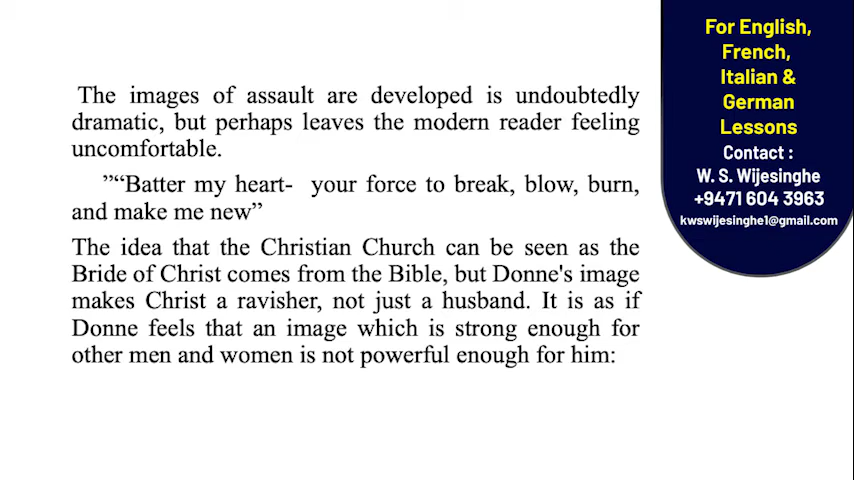 The images of assault are developed is undoubtedly
dramatic, but perhaps leaves the modern reader feeling
uncomfortable.
”“Batter my heart- your force to break, blow, burn,
and make me new”
The idea that the Christian Church can be seen as the
Bride of Christ comes from the Bible, but Donne's image
makes Christ a ravisher, not just a husband. It is as if
Donne feels that an image which is strong enough for
other men and women is not powerful enough for him:
For English,
French,
Italian &
German
Lessons
Contact :
W. S. Wijesinghe
+9471 604 3963
kwswijesinghe1@gmail.com